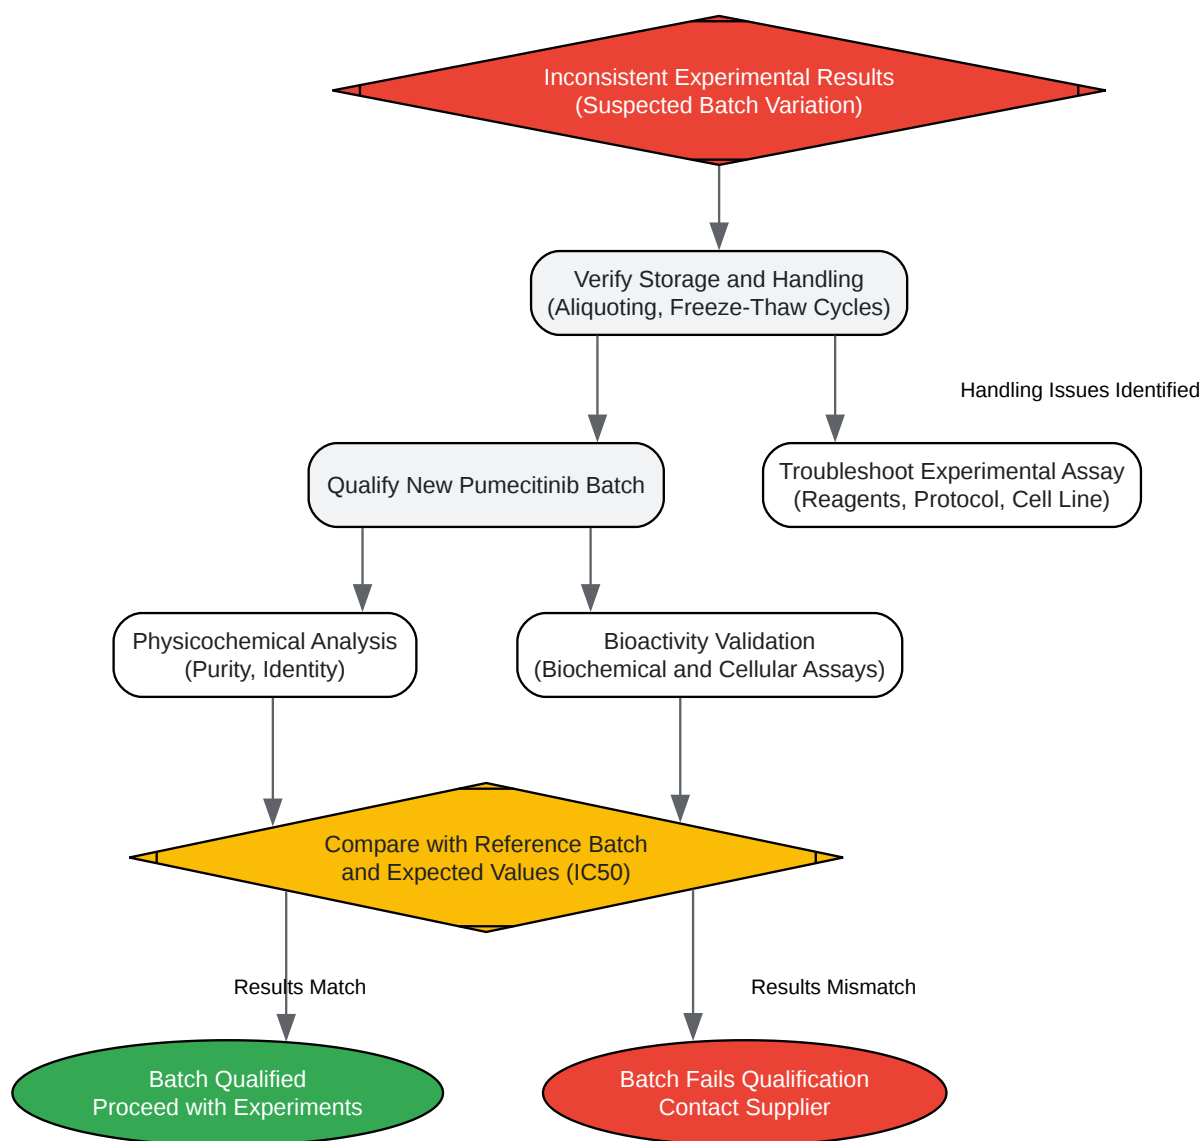 Inconsistent Experimental Results
(Suspected Batch Variation)
Verify Storage and Handling
(Aliquoting, Freeze-Thaw Cycles)
Handling Issues Identified
Qualify New Pumecitinib Batch
Troubleshoot Experimental Assay
(Reagents, Protocol, Cell Line)
Physicochemical Analysis
(Purity, Identity)
Bioactivity Validation
(Biochemical and Cellular Assays)
Compare with Reference Batch
and Expected Values (IC50)
Results Match
Results Mismatch
Batch Qualified
Proceed with Experiments
Batch Fails Qualification
Contact Supplier